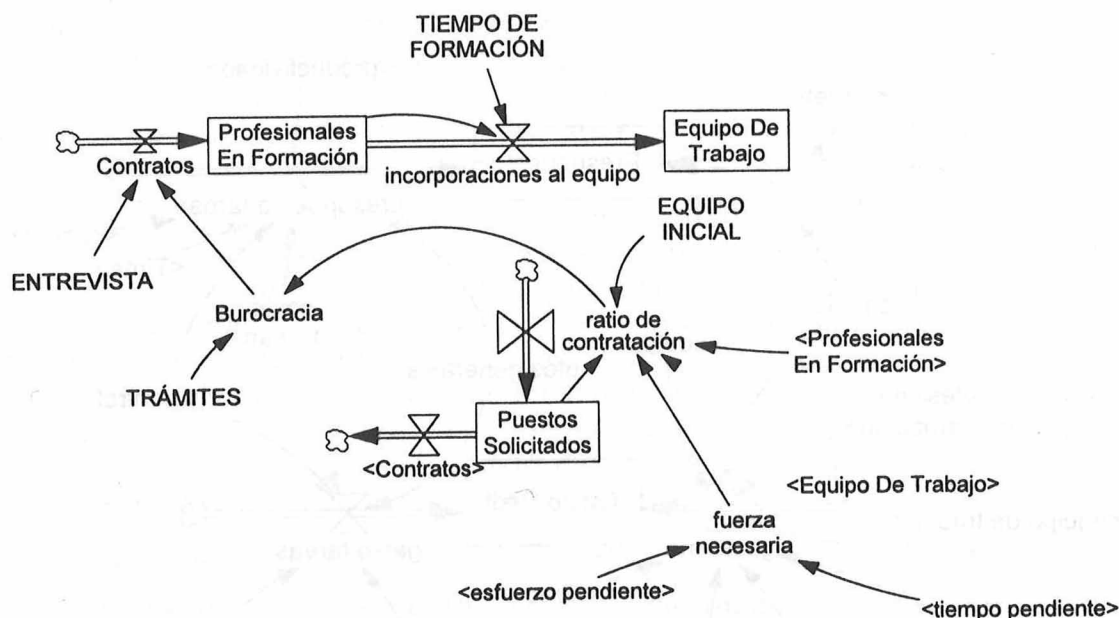 TIEMPO DE
FORMACIÓN
Profesionales
En Formación
Equipo De
Trabajo
Contratos
incorporaciones al equipo
EQUIPO
INICIAL
ENTREVISTA
Burocracia
ratio de
contratación
<Profesionales
En Formación>
TRÁMITES
Puestos
Solicitados
<Contratos>
<Equipo De Trabajo>
fuerza
necesaria
<esfuerzo pendiente>
<tiempo pendiente>